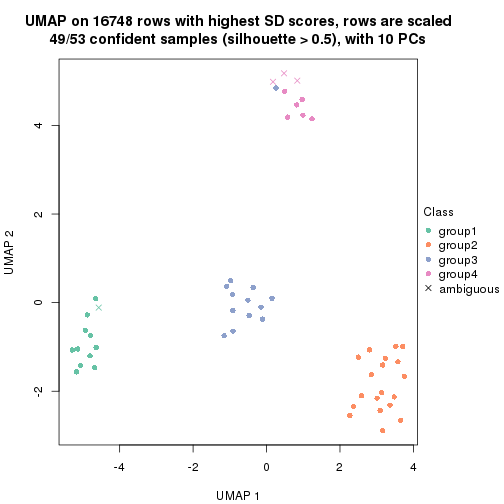 UMAP on 16748 rows with highest SD scores, rows are scaled
49/53 confident samples (silhouette > 0.5), with 10 PCs
4
2
0
-2
UMAP 2
-4
-2
0
2
4
UMAP 1
Class
group1
group2
group3
group4
ambiguous